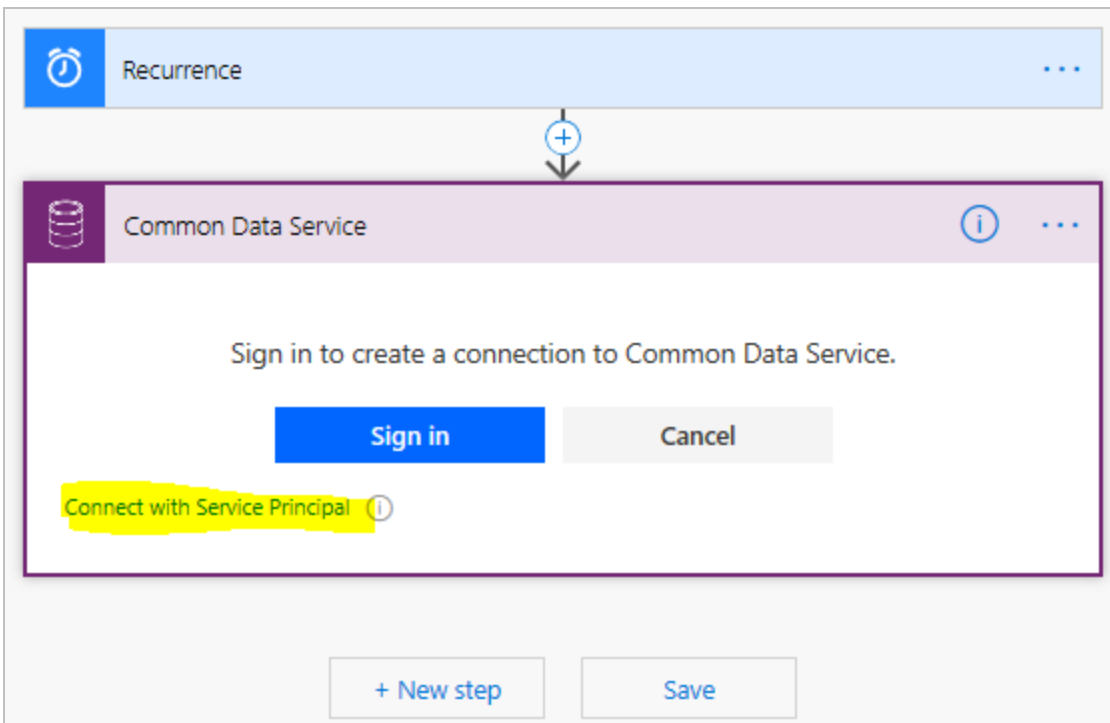 Recurrence
Common Data Service
Sign in to create a connection to Common Data Service.
Sign in
Cancel
Connect with Service Principal
+ New step
Save